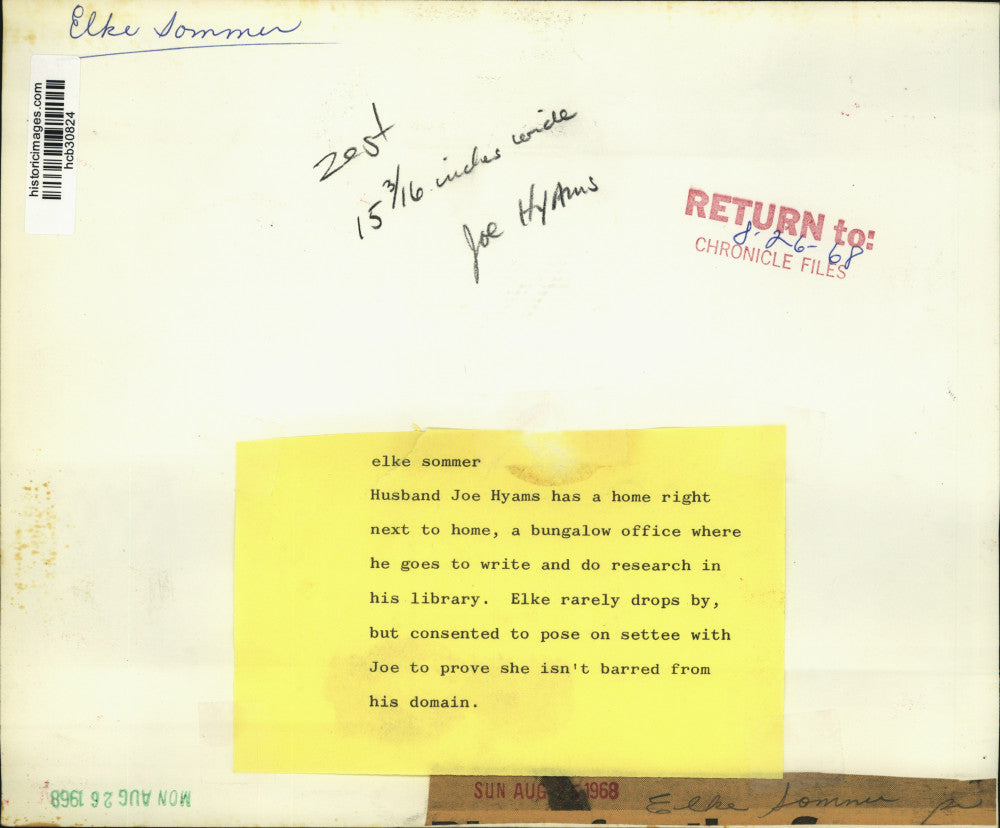 Elke Sommer
historicimages.com
hcb30824
zest
15 3/16 inches wide
Joe Hyams
RETURN to:
8-26-68
CHRONICLE FILES
elke sommer
Husband Joe Hyams has a home right
next to home, a bungalow office where
he goes to write and do research in
his library.  Elke rarely drops by,
but consented to pose on settee with
Joe to prove she isn't barred from
his domain.
MON AUG 26 1968
SUN AUG 1968
Elke Sommer